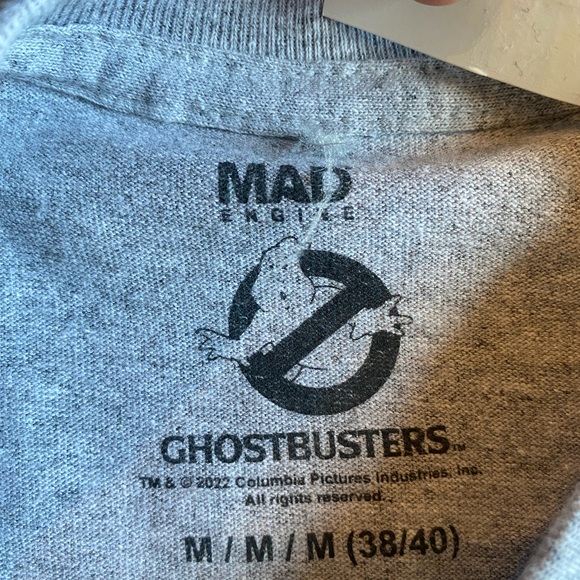 MAD
ENGINE
GHOSTBUSTERS™
TM & © 2022 Columbia Pictures Industries, Inc.
All rights reserved.
M / M / M (38/40)